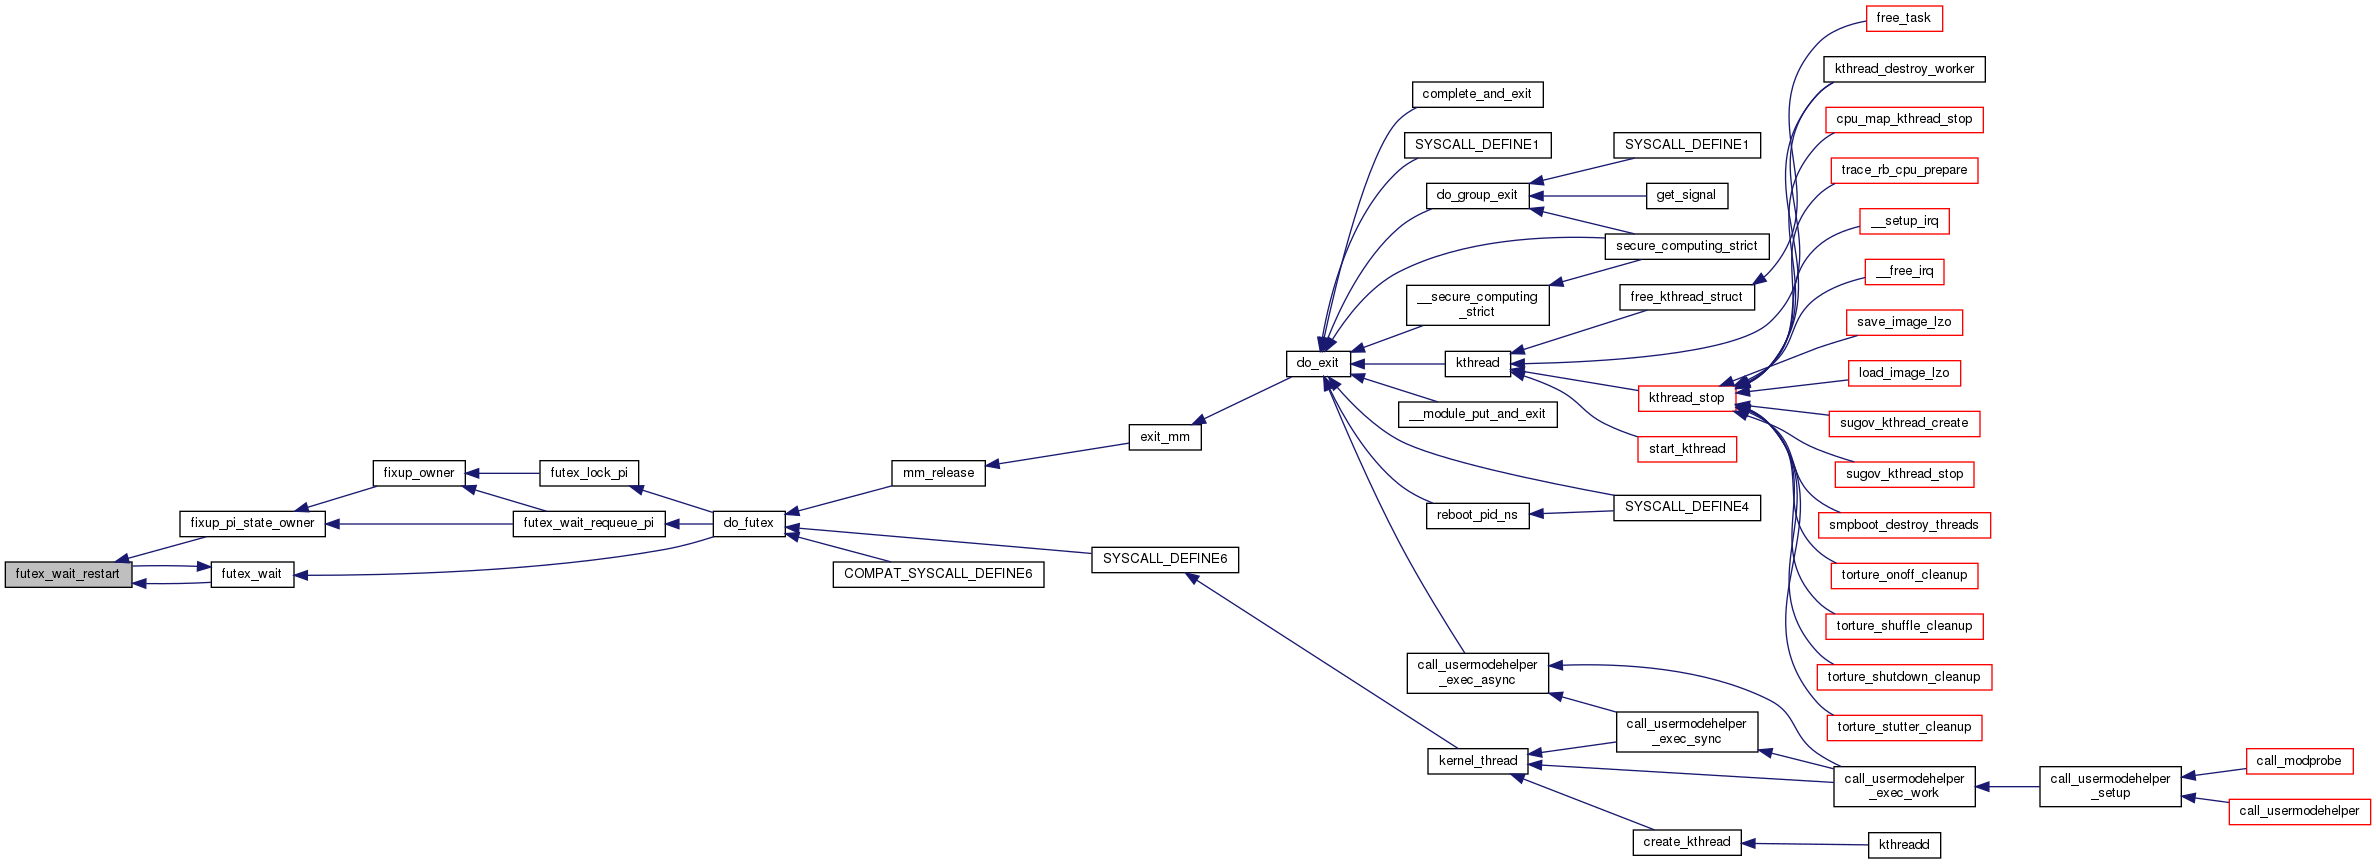 free_task
kthread_destroy_worker
complete_and_exit
cpu_map_kthread_stop
SYSCALL_DEFINE1
SYSCALL_DEFINE1
trace_rb_cpu_prepare
do_group_exit
get_signal
__setup_irq
secure_computing_strict
__free_irq
__secure_computing
_strict
free_kthread_struct
save_image_lzo
do_exit
kthread
load_image_lzo
kthread_stop
__module_put_and_exit
sugov_kthread_create
exit_mm
start_kthread
fixup_owner
futex_lock_pi
mm_release
sugov_kthread_stop
fixup_pi_state_owner
futex_wait_requeue_pi
do_futex
reboot_pid_ns
SYSCALL_DEFINE4
smpboot_destroy_threads
SYSCALL_DEFINE6
futex_wait_restart
futex_wait
COMPAT_SYSCALL_DEFINE6
torture_onoff_cleanup
torture_shuffle_cleanup
call_usermodehelper
_exec_async
torture_shutdown_cleanup
call_usermodehelper
_exec_sync
torture_stutter_cleanup
kernel_thread
call_modprobe
call_usermodehelper
_exec_work
call_usermodehelper
_setup
call_usermodehelper
create_kthread
kthreadd